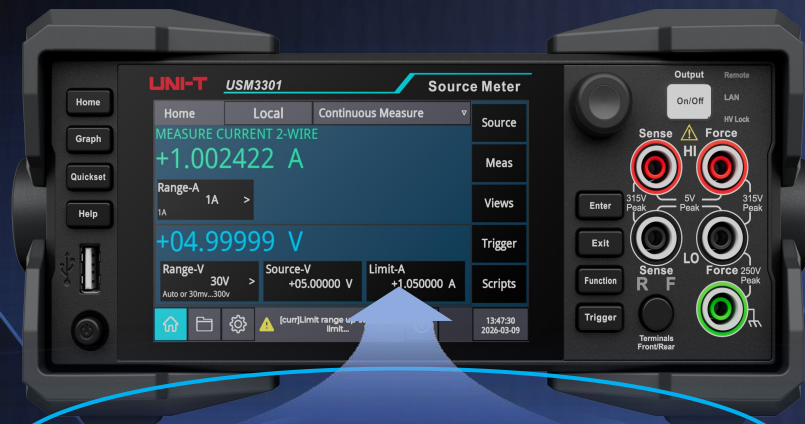 UNI-T USM3301 Source Meter
Home Local Continuous Measure
MEASURE CURRENT 2-WIRE
+1.002422 A
Range-A
1A >
1A
+04.99999 V
Range-V
30V >
Auto or 30mv...300v
Source-V
+05.00000 V
Limit-A
+1.050000 A
[curr]Limit range up
limit...
13:47:30
2026-03-09
Source
Meas
Views
Trigger
Scripts
Home
Graph
Quickset
Help
Enter
Exit
Function
Trigger
Output
On/Off
Remote
LAN
HV Lock
Sense Force
HI
315V
Peak
5V
Peak
315V
Peak
LO
Sense Force
250V
Peak
R F
Terminals
Front/Rear